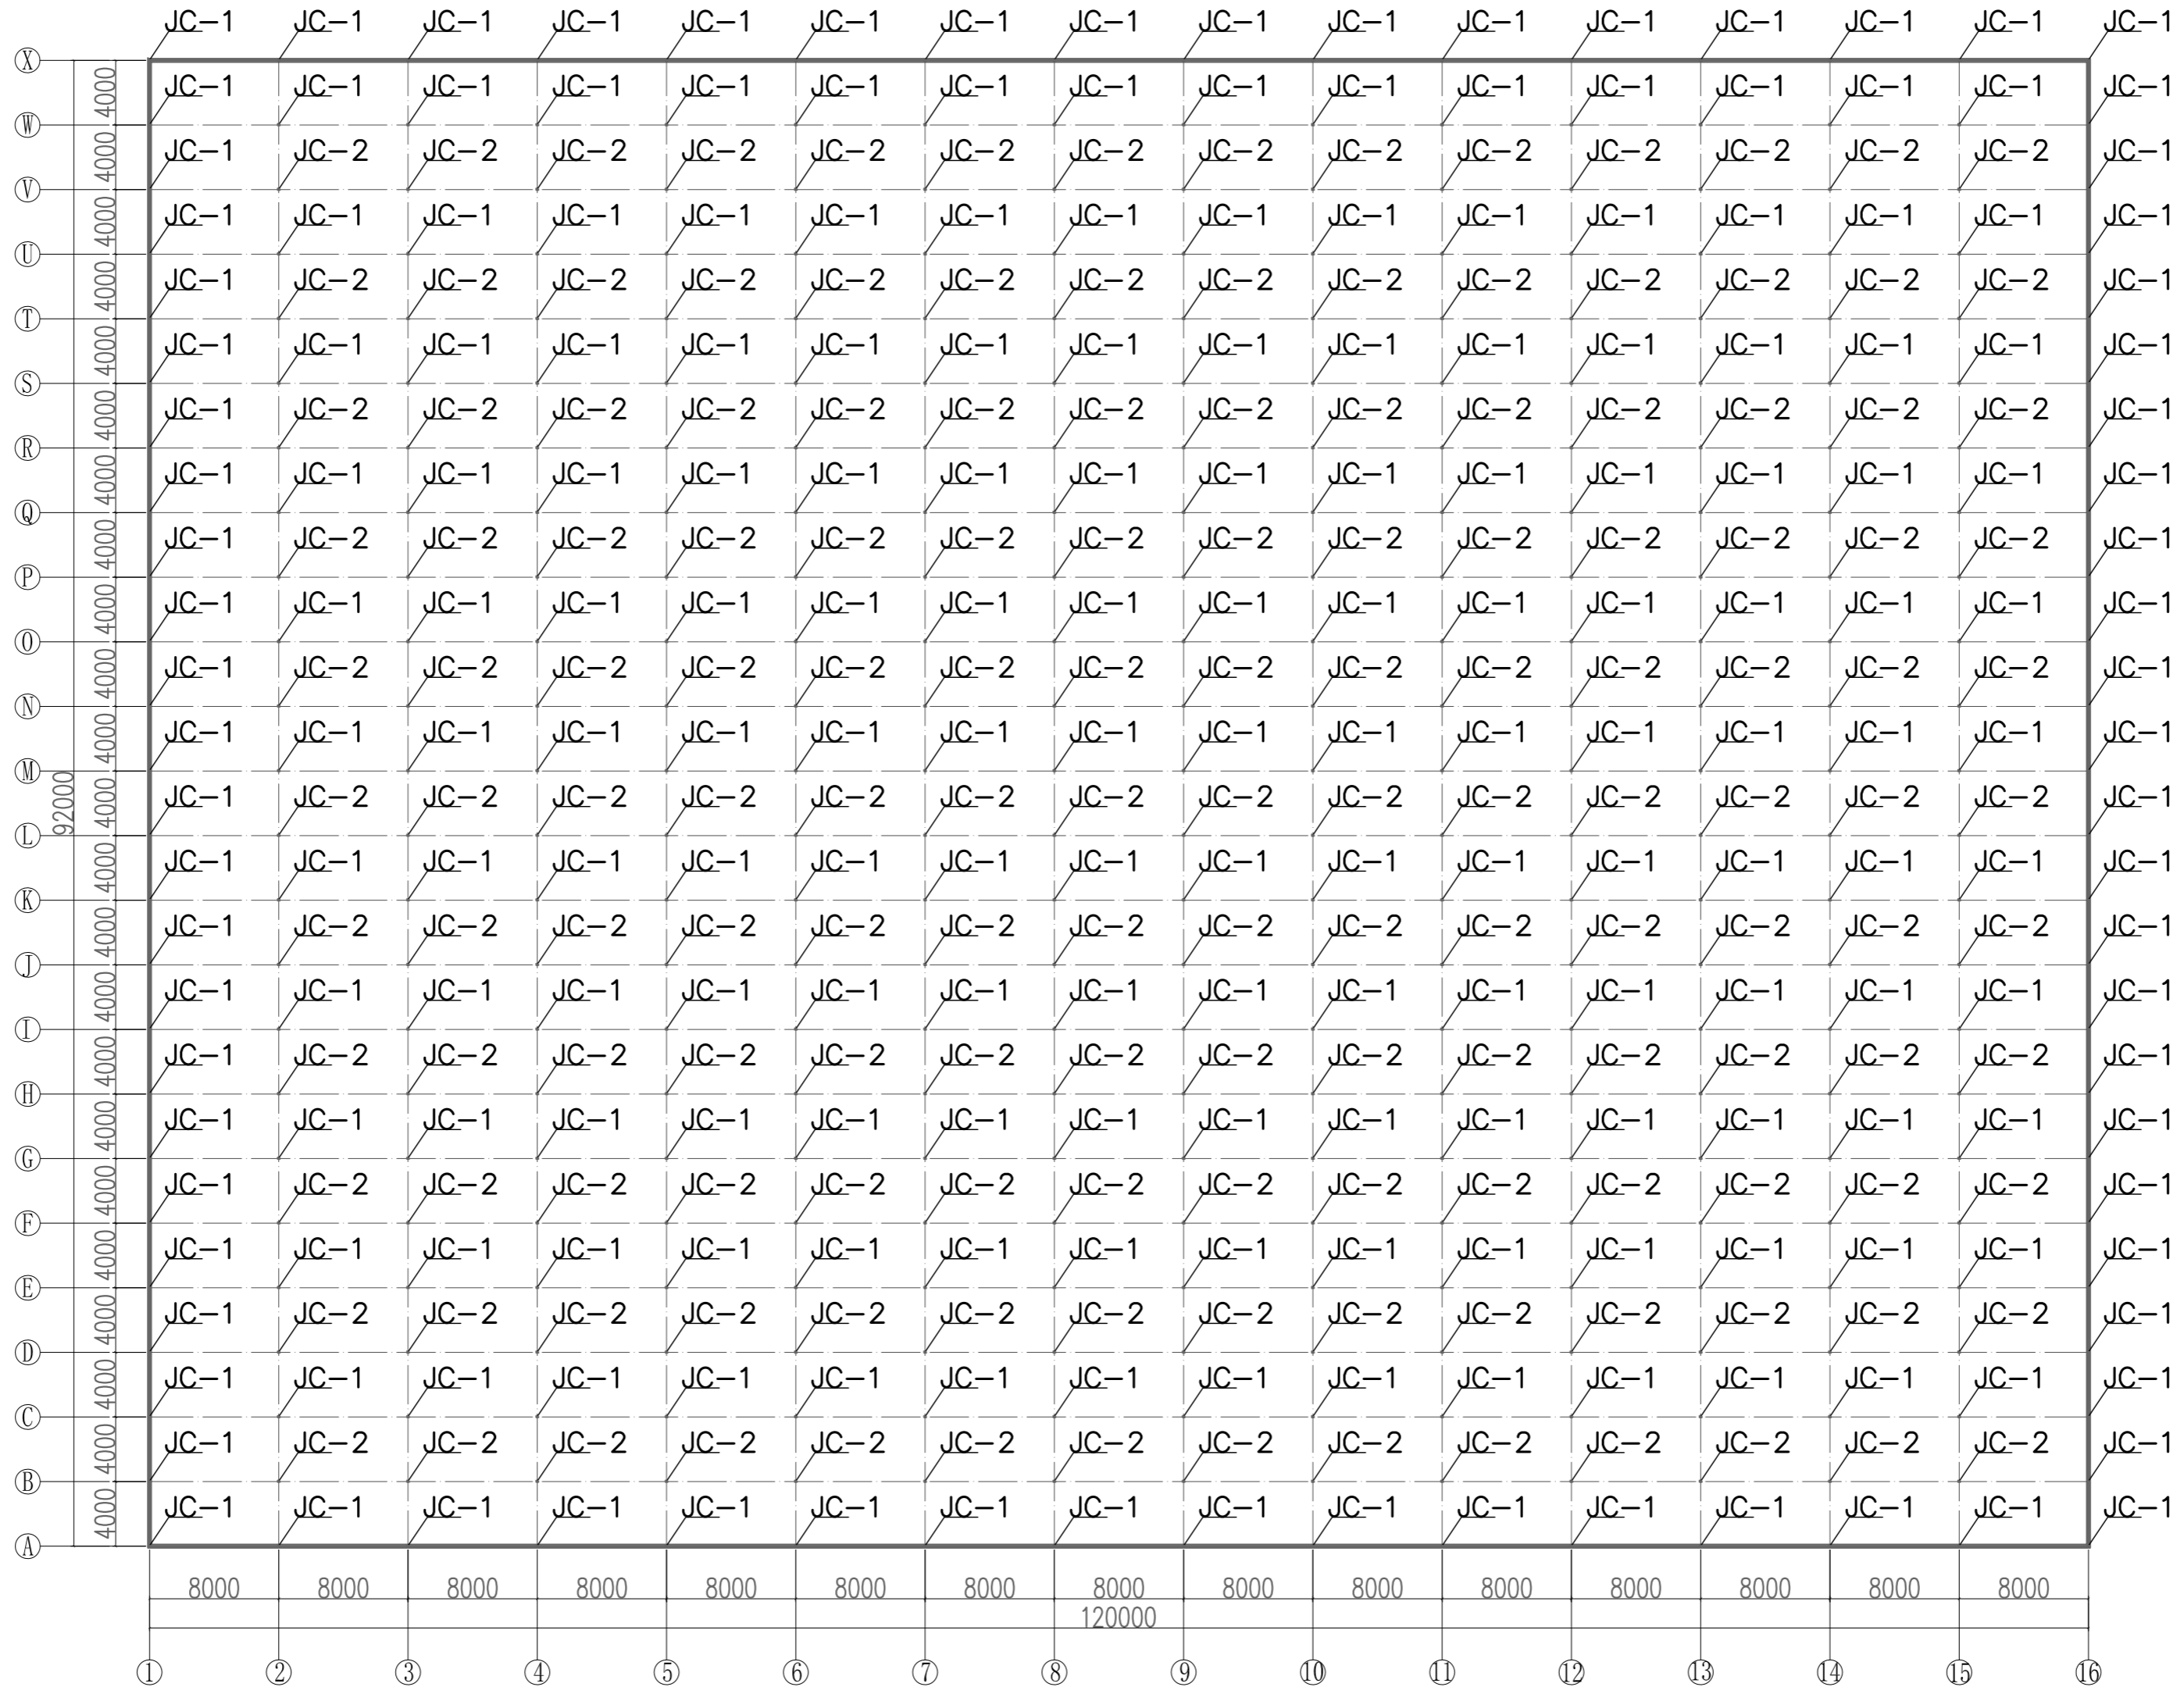 JC-1 JC-1 JC-1 JC-1 JC-1 JC-1 JC-1 JC-1 JC-1 JC-1 JC-1 JC-1 JC-1 JC-1 JC-1 JC-1
X
4000 JC-1 JC-1 JC-1 JC-1 JC-1 JC-1 JC-1 JC-1 JC-1 JC-1 JC-1 JC-1 JC-1 JC-1 JC-1 JC-1
W
4000 JC-1 JC-2 JC-2 JC-2 JC-2 JC-2 JC-2 JC-2 JC-2 JC-2 JC-2 JC-2 JC-2 JC-2 JC-2 JC-1
V
4000 JC-1 JC-1 JC-1 JC-1 JC-1 JC-1 JC-1 JC-1 JC-1 JC-1 JC-1 JC-1 JC-1 JC-1 JC-1 JC-1
U
4000 JC-1 JC-2 JC-2 JC-2 JC-2 JC-2 JC-2 JC-2 JC-2 JC-2 JC-2 JC-2 JC-2 JC-2 JC-2 JC-1
T
4000 JC-1 JC-1 JC-1 JC-1 JC-1 JC-1 JC-1 JC-1 JC-1 JC-1 JC-1 JC-1 JC-1 JC-1 JC-1 JC-1
S
4000 JC-1 JC-2 JC-2 JC-2 JC-2 JC-2 JC-2 JC-2 JC-2 JC-2 JC-2 JC-2 JC-2 JC-2 JC-2 JC-1
R
4000 JC-1 JC-1 JC-1 JC-1 JC-1 JC-1 JC-1 JC-1 JC-1 JC-1 JC-1 JC-1 JC-1 JC-1 JC-1 JC-1
Q
4000 JC-1 JC-2 JC-2 JC-2 JC-2 JC-2 JC-2 JC-2 JC-2 JC-2 JC-2 JC-2 JC-2 JC-2 JC-2 JC-1
P
4000 JC-1 JC-1 JC-1 JC-1 JC-1 JC-1 JC-1 JC-1 JC-1 JC-1 JC-1 JC-1 JC-1 JC-1 JC-1 JC-1
O
4000 JC-1 JC-2 JC-2 JC-2 JC-2 JC-2 JC-2 JC-2 JC-2 JC-2 JC-2 JC-2 JC-2 JC-2 JC-2 JC-1
N
4000 JC-1 JC-1 JC-1 JC-1 JC-1 JC-1 JC-1 JC-1 JC-1 JC-1 JC-1 JC-1 JC-1 JC-1 JC-1 JC-1
M
92000 4000 JC-1 JC-2 JC-2 JC-2 JC-2 JC-2 JC-2 JC-2 JC-2 JC-2 JC-2 JC-2 JC-2 JC-2 JC-2 JC-1
L
4000 JC-1 JC-1 JC-1 JC-1 JC-1 JC-1 JC-1 JC-1 JC-1 JC-1 JC-1 JC-1 JC-1 JC-1 JC-1 JC-1
K
4000 JC-1 JC-2 JC-2 JC-2 JC-2 JC-2 JC-2 JC-2 JC-2 JC-2 JC-2 JC-2 JC-2 JC-2 JC-2 JC-1
J
4000 JC-1 JC-1 JC-1 JC-1 JC-1 JC-1 JC-1 JC-1 JC-1 JC-1 JC-1 JC-1 JC-1 JC-1 JC-1 JC-1
I
4000 JC-1 JC-2 JC-2 JC-2 JC-2 JC-2 JC-2 JC-2 JC-2 JC-2 JC-2 JC-2 JC-2 JC-2 JC-2 JC-1
H
4000 JC-1 JC-1 JC-1 JC-1 JC-1 JC-1 JC-1 JC-1 JC-1 JC-1 JC-1 JC-1 JC-1 JC-1 JC-1 JC-1
G
4000 JC-1 JC-2 JC-2 JC-2 JC-2 JC-2 JC-2 JC-2 JC-2 JC-2 JC-2 JC-2 JC-2 JC-2 JC-2 JC-1
F
4000 JC-1 JC-1 JC-1 JC-1 JC-1 JC-1 JC-1 JC-1 JC-1 JC-1 JC-1 JC-1 JC-1 JC-1 JC-1 JC-1
E
4000 JC-1 JC-2 JC-2 JC-2 JC-2 JC-2 JC-2 JC-2 JC-2 JC-2 JC-2 JC-2 JC-2 JC-2 JC-2 JC-1
D
4000 JC-1 JC-1 JC-1 JC-1 JC-1 JC-1 JC-1 JC-1 JC-1 JC-1 JC-1 JC-1 JC-1 JC-1 JC-1 JC-1
C
4000 JC-1 JC-2 JC-2 JC-2 JC-2 JC-2 JC-2 JC-2 JC-2 JC-2 JC-2 JC-2 JC-2 JC-2 JC-2 JC-1
B
4000 JC-1 JC-1 JC-1 JC-1 JC-1 JC-1 JC-1 JC-1 JC-1 JC-1 JC-1 JC-1 JC-1 JC-1 JC-1 JC-1
A
8000 8000 8000 8000 8000 8000 8000 8000 8000 8000 8000 8000 8000 8000 8000
120000
1 2 3 4 5 6 7 8 9 10 11 12 13 14 15 16